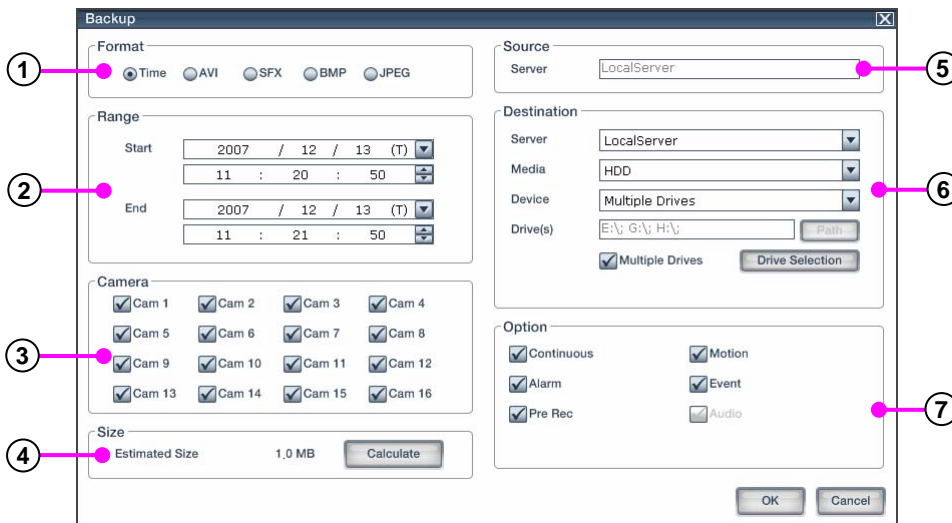 Backup
Format
Time AVI SFX BMP JPEG
1
Range
Start 2007 / 12 / 13 (T)
11 : 20 : 50
End 2007 / 12 / 13 (T)
11 : 21 : 50
2
Camera
Cam 1 Cam 2 Cam 3 Cam 4
Cam 5 Cam 6 Cam 7 Cam 8
Cam 9 Cam 10 Cam 11 Cam 12
Cam 13 Cam 14 Cam 15 Cam 16
3
Size
Estimated Size 1.0 MB Calculate
4
Source
Server LocalServer
5
Destination
Server LocalServer
Media HDD
Device Multiple Drives
Drive(s) E:\; G:\; H:\; Path
Multiple Drives Drive Selection
6
Option
Continuous Motion
Alarm Event
Pre Rec Audio
7
OK Cancel